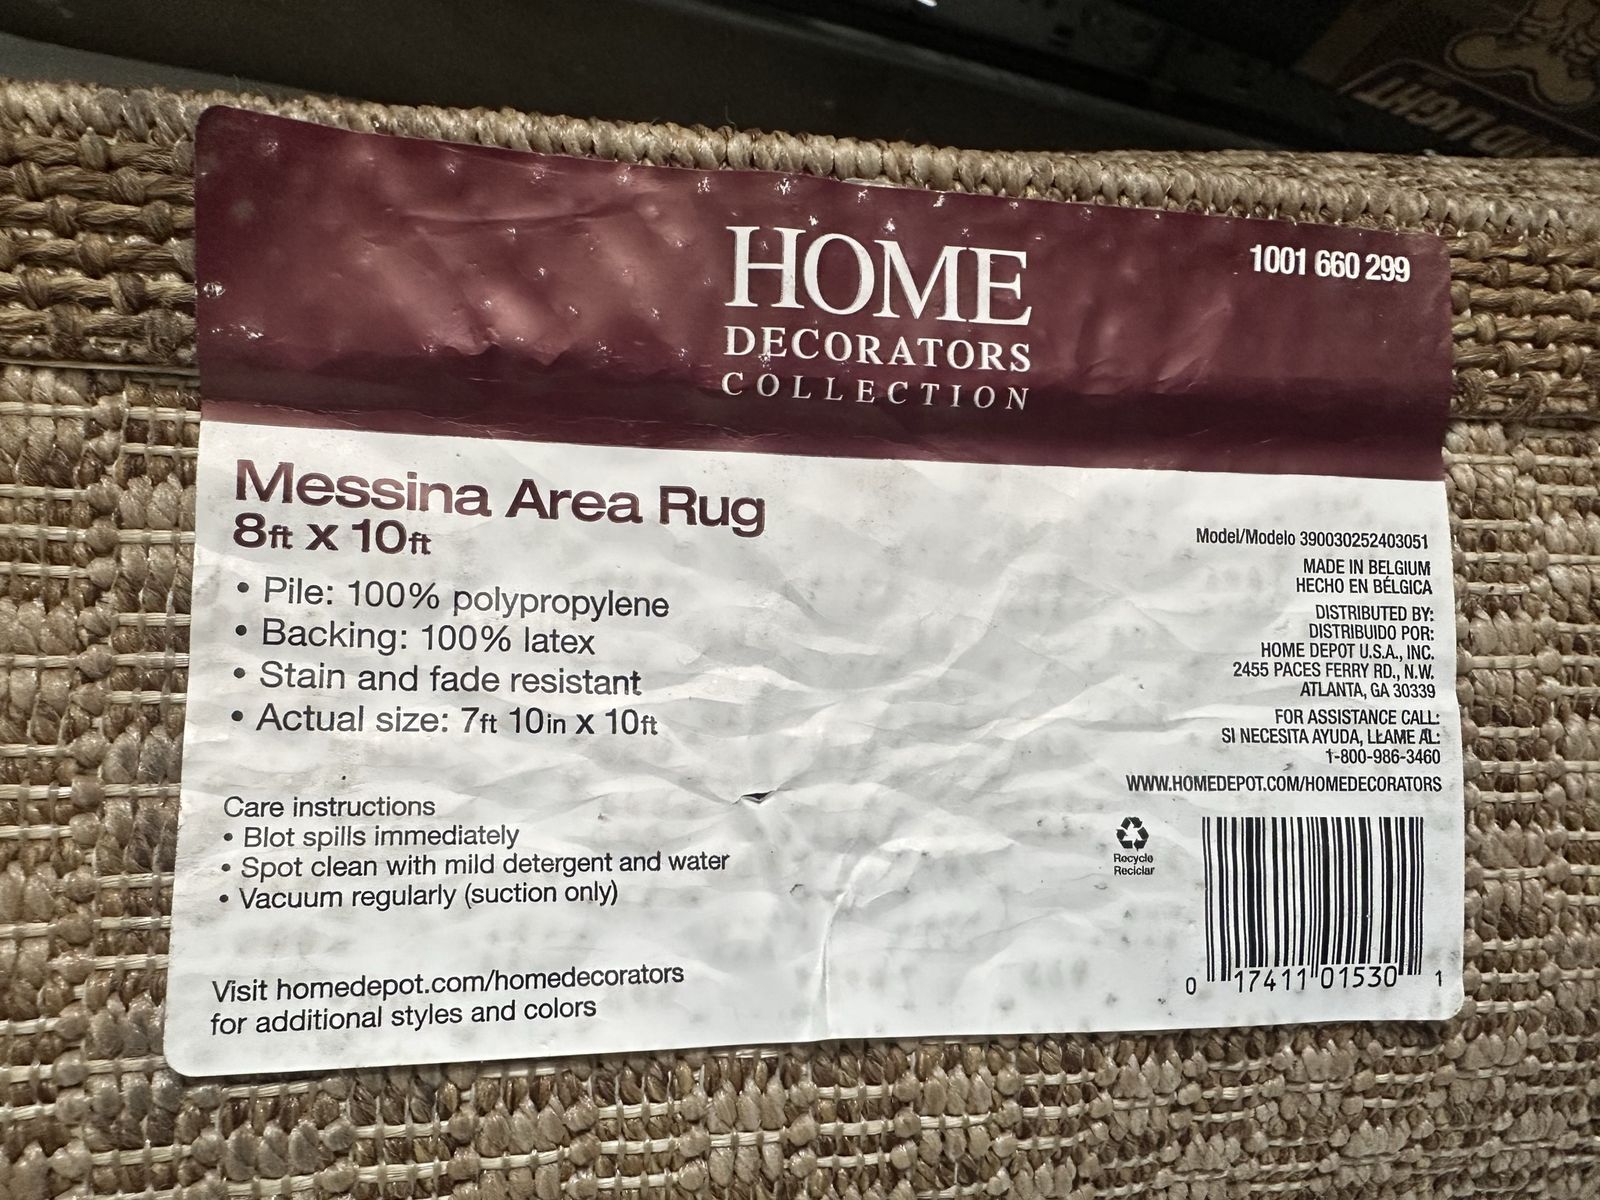 HOME
DECORATORS
COLLECTION
1001 660 299
Messina Area Rug
8ft x 10ft
• Pile: 100% polypropylene
• Backing: 100% latex
• Stain and fade resistant
• Actual size: 7ft 10in x 10ft
Care instructions
• Blot spills immediately
• Spot clean with mild detergent and water
• Vacuum regularly (suction only)
Visit homedepot.com/homedecorators
for additional styles and colors
Model/Modelo 390030252403051
MADE IN BELGIUM
HECHO EN BÉLGICA
DISTRIBUTED BY:
DISTRIBUIDO POR:
HOME DEPOT U.S.A., INC.
2455 PACES FERRY RD., N.W.
ATLANTA, GA 30339
FOR ASSISTANCE CALL:
SI NECESITA AYUDA, LLAME AL:
1-800-986-3460
WWW.HOMEDEPOT.COM/HOMEDECORATORS
Recycle
Reciclar
0 17411 01530 1